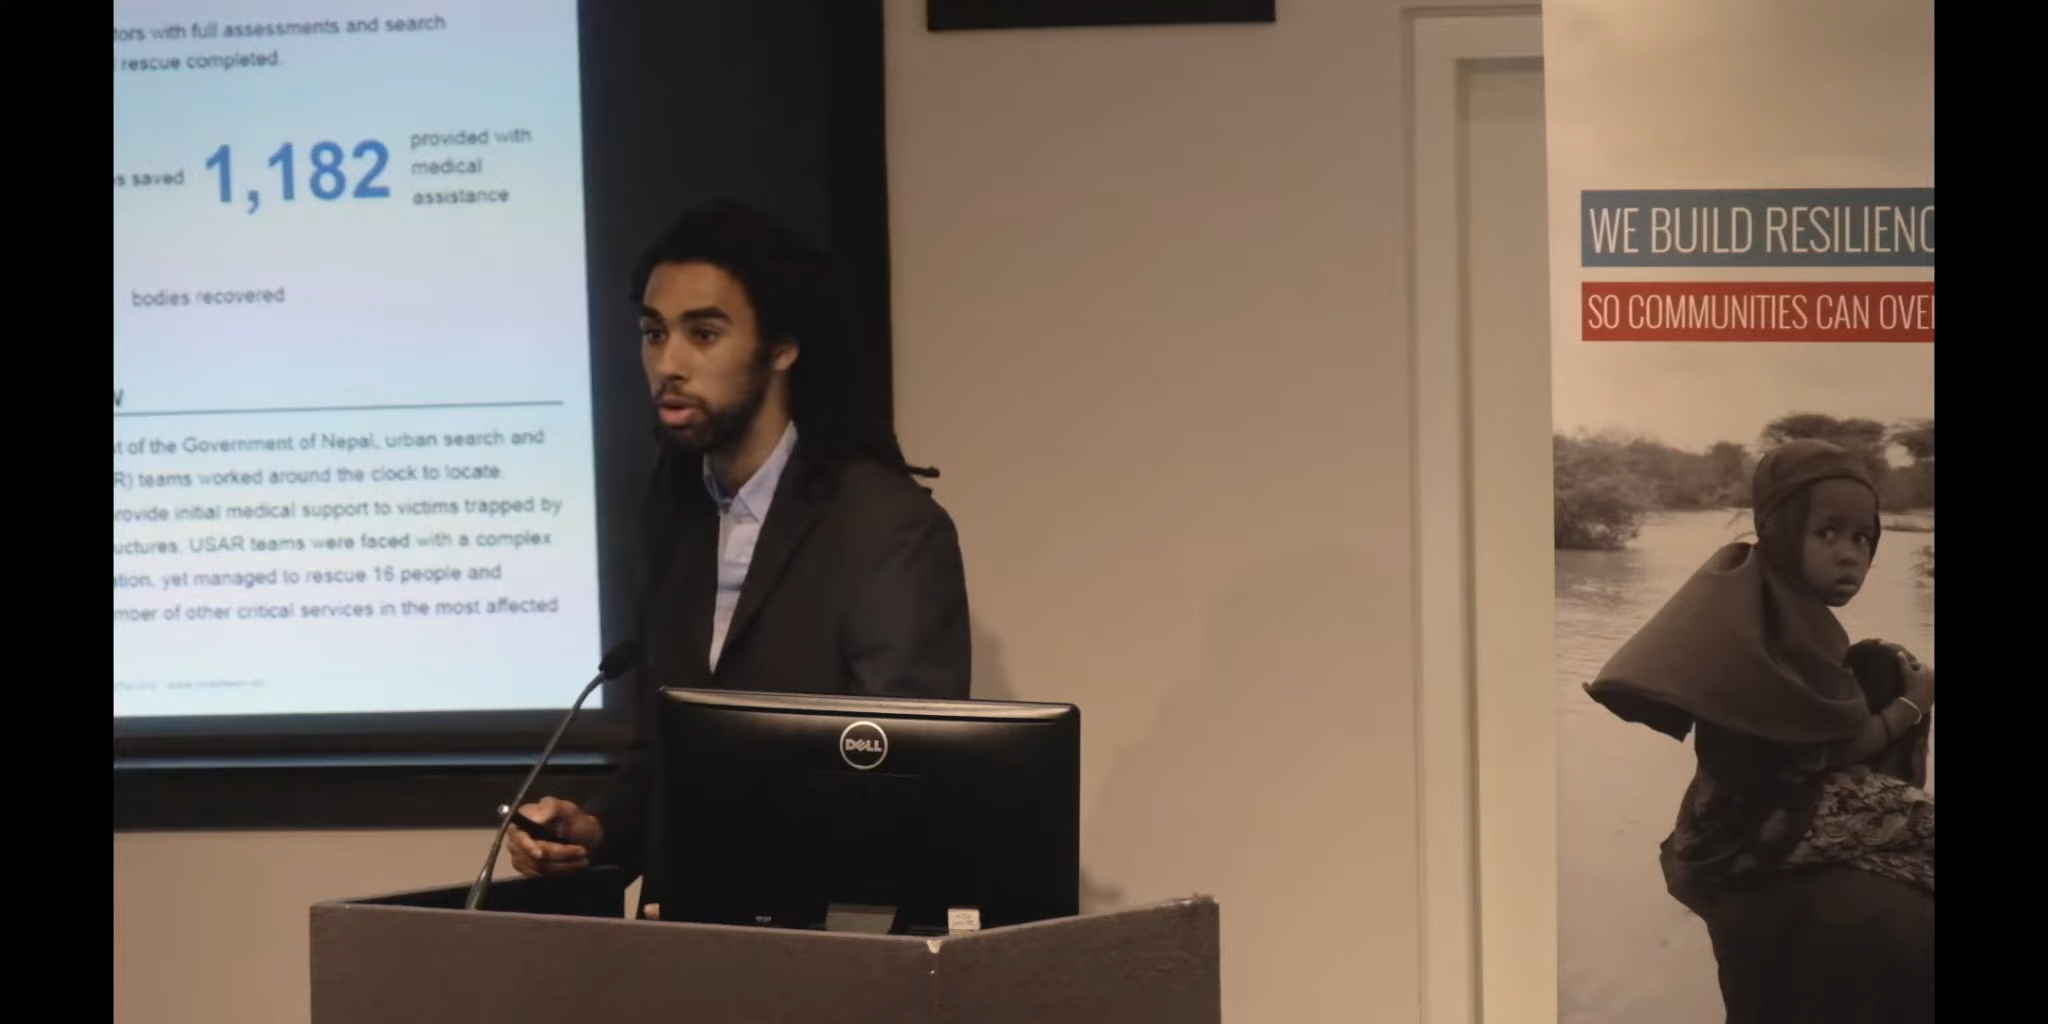 tors with full assessments and search
rescue completed.
s saved 1,182 provided with
medical
assistance
bodies recovered
t of the Government of Nepal, urban search and
R) teams worked around the clock to locate,
rovide initial medical support to victims trapped by
uctures. USAR teams were faced with a complex
ation, yet managed to rescue 16 people and
mber of other critical services in the most affected
WE BUILD RESILIENC
SO COMMUNITIES CAN OVE
DELL